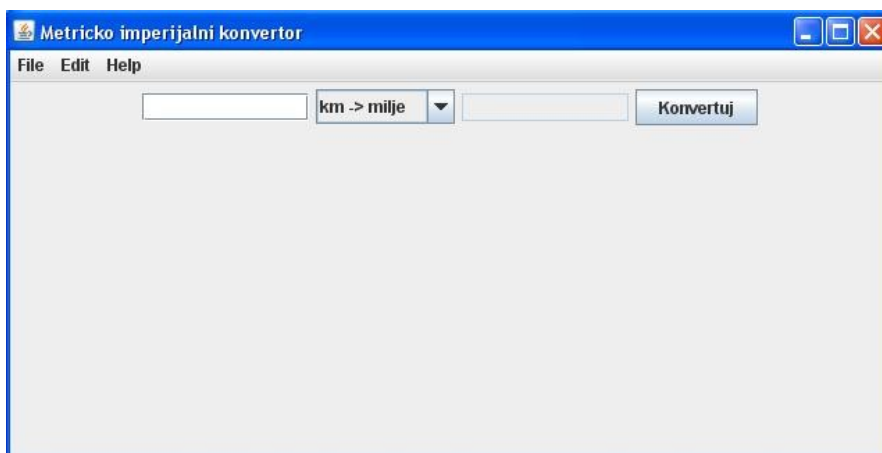 Metricko imperijalni konvertor
File Edit Help
km -> milje Konvertuj